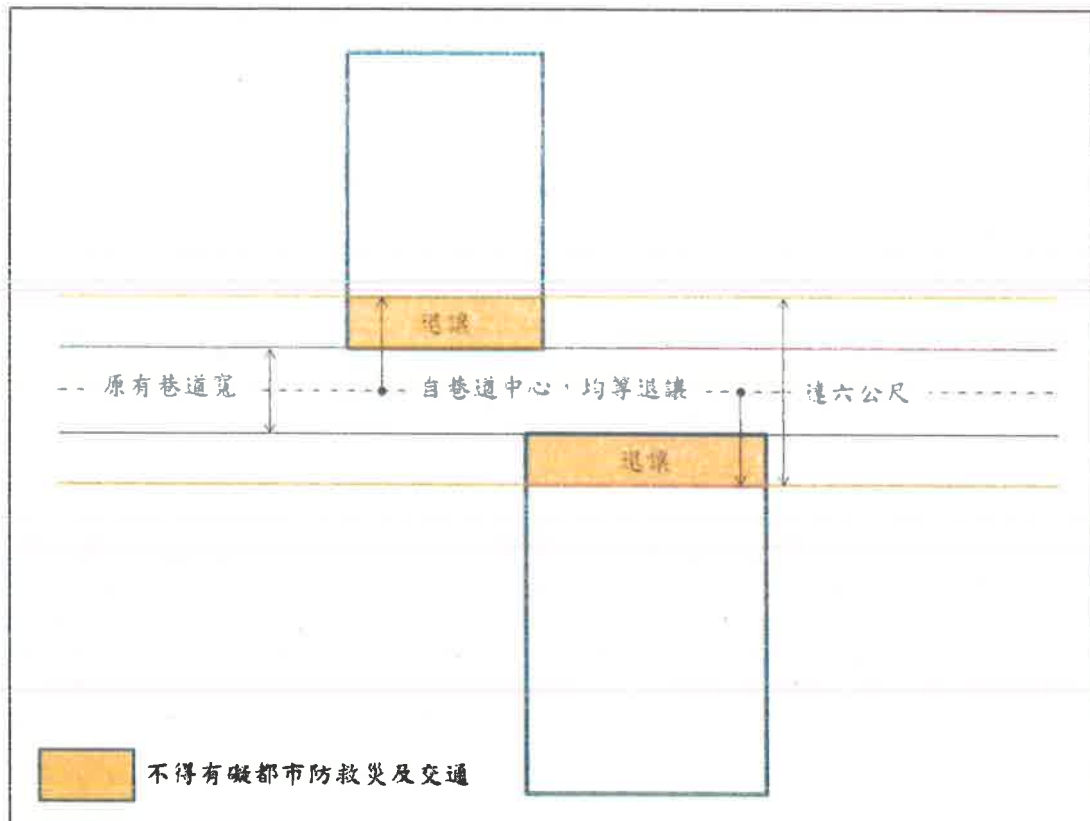 退讓
原有巷道寬
自巷道中心，均等退讓
達六公尺
退讓
不得有礙都市防救災及交通